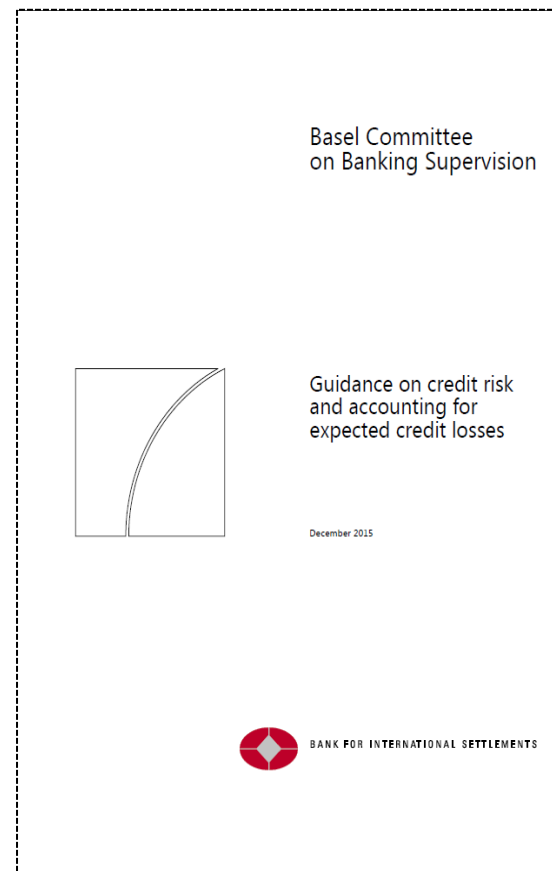 Basel Committee
on Banking Supervision
Guidance on credit risk
and accounting for
expected credit losses
December 2015
BANK FOR INTERNATIONAL SETTLEMENTS